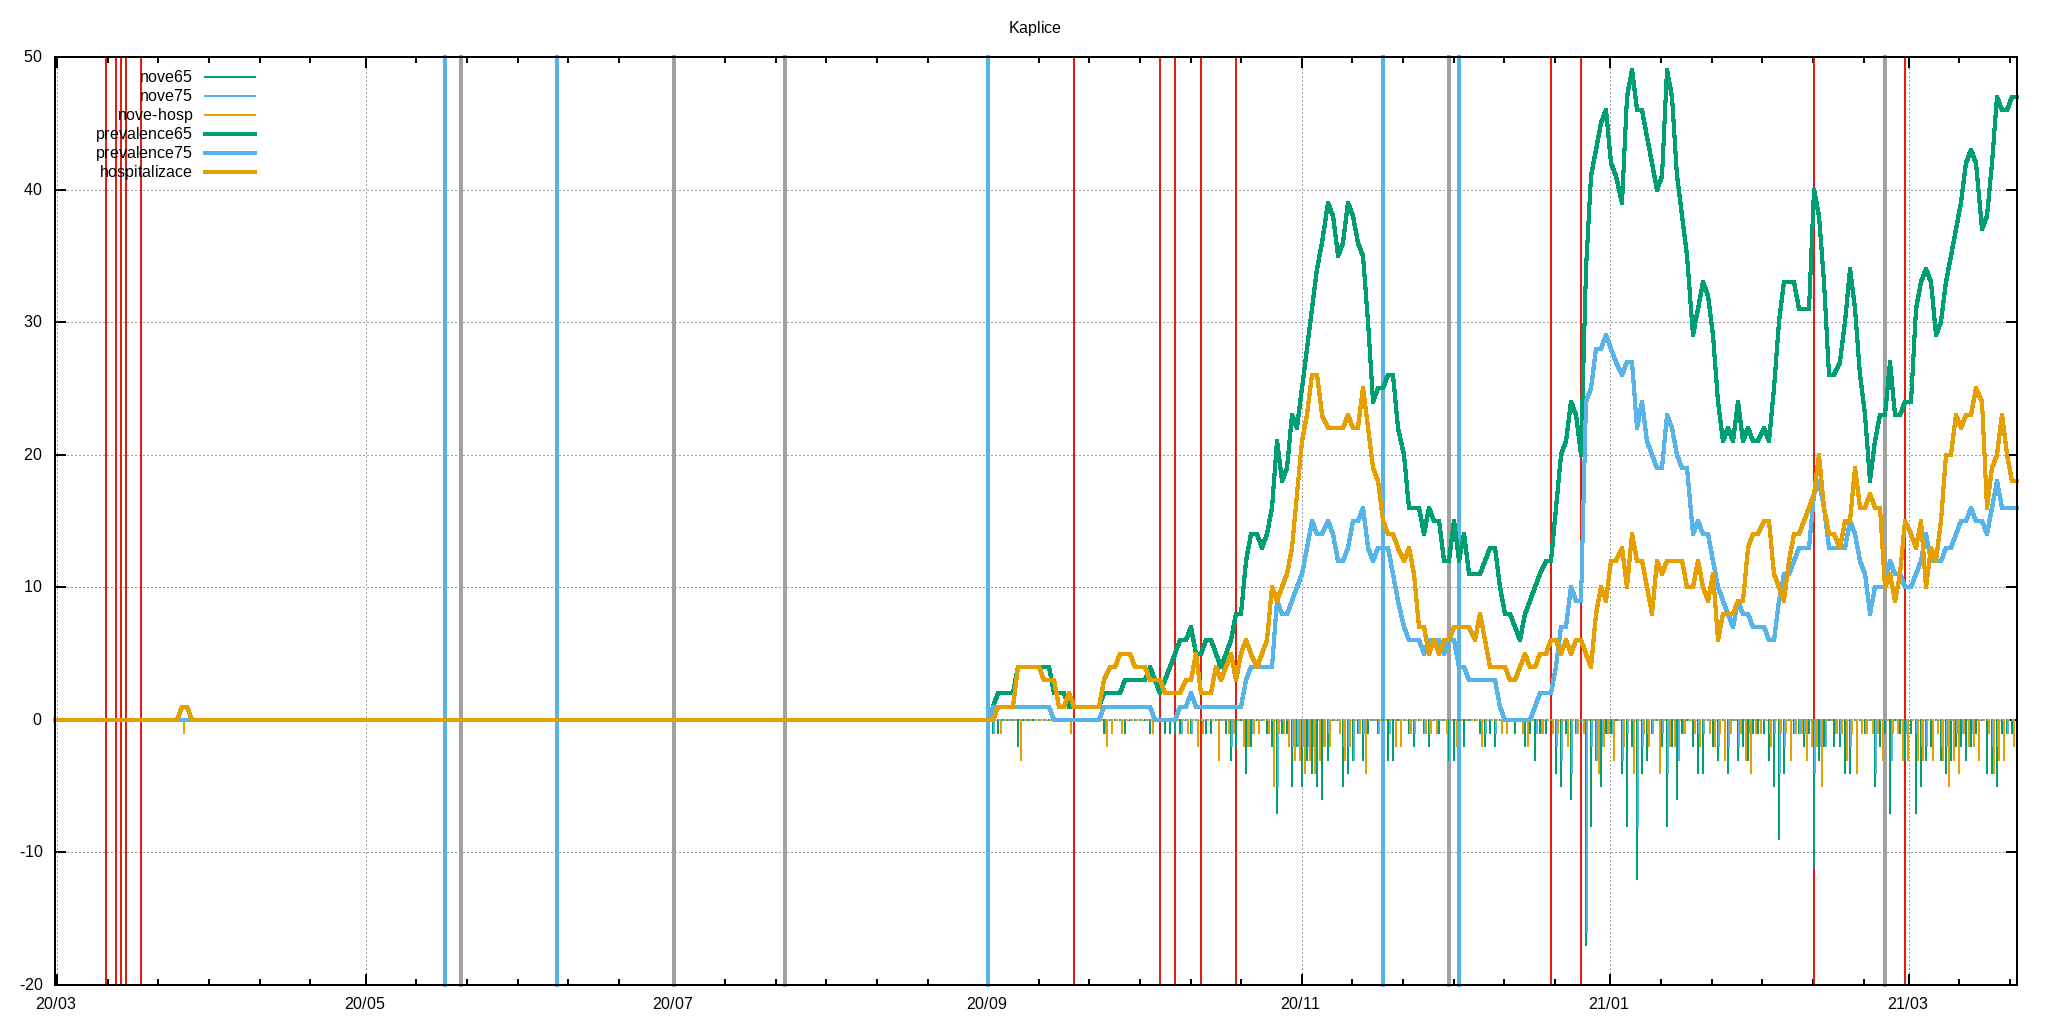 Kaplice
50
nove65
nove75
nove-hosp
prevalence65
prevalence75
hospitalizace
40
30
20
10
0
-10
-20
20/03 20/05 20/07 20/09 20/11 21/01 21/03